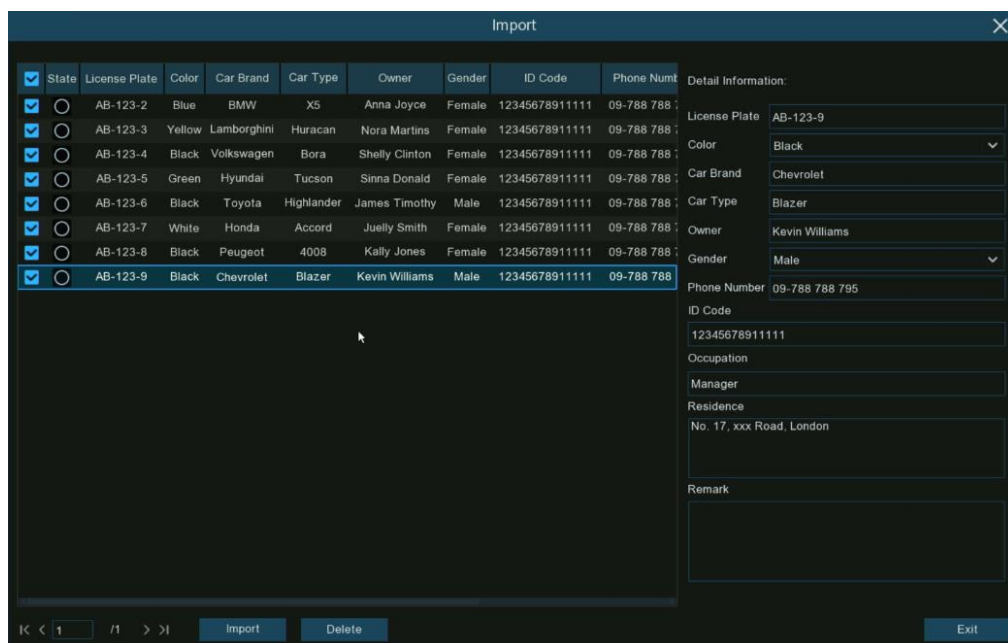 Import
State License Plate Color Car Brand Car Type Owner Gender ID Code Phone Numb
AB-123-2 Blue BMW X5 Anna Joyce Female 12345678911111 09-788 788
AB-123-3 Yellow Lamborghini Huracan Nora Martins Female 12345678911111 09-788 788
AB-123-4 Black Volkswagen Bora Shelly Clinton Female 12345678911111 09-788 788
AB-123-5 Green Hyundai Tucson Sinna Donald Female 12345678911111 09-788 788
AB-123-6 Black Toyota Highlander James Timothy Male 12345678911111 09-788 788
AB-123-7 White Honda Accord Juelly Smith Female 12345678911111 09-788 788
AB-123-8 Black Peugeot 4008 Kally Jones Female 12345678911111 09-788 788
AB-123-9 Black Chevrolet Blazer Kevin Williams Male 12345678911111 09-788 788
Detail Information:
License Plate AB-123-9
Color Black
Car Brand Chevrolet
Car Type Blazer
Owner Kevin Williams
Gender Male
Phone Number 09-788 788 795
ID Code
12345678911111
Occupation
Manager
Residence
No. 17, xxx Road, London
Remark
1 /1 Import Delete Exit